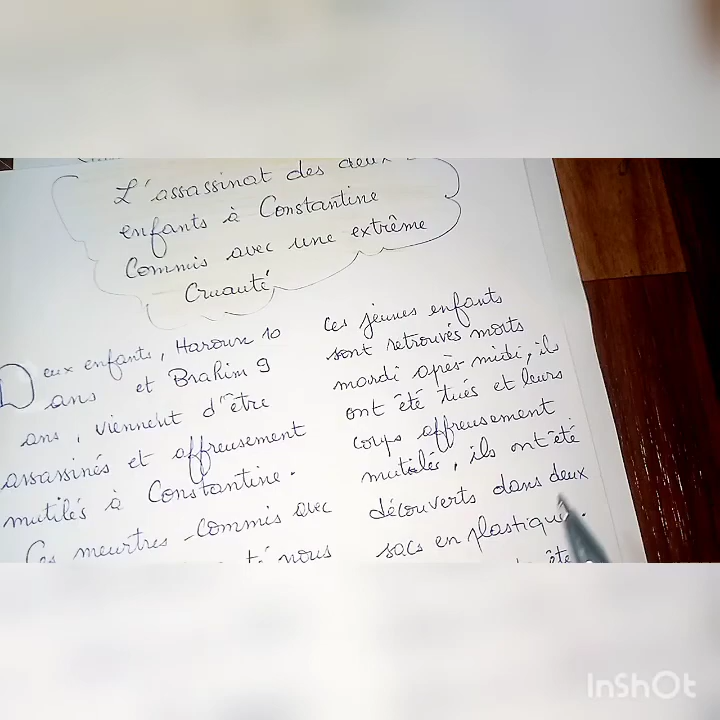 L'assassinat des deux
enfants à Constantine
Commis avec une extrême
Cruauté
Deux enfants, Haroun 10
ans et Brahim 9
ans, viennent d'être
assassinés et affreusement
mutilés à Constantine.
Ces meurtres commis avec
nous
Ces jeunes enfants
sont retrouvés morts
mardi après midi, ils
ont été tués et leurs
corps affreusement
mutilés, ils ont été
découverts dans deux
sacs en plastique.
été
InShOt